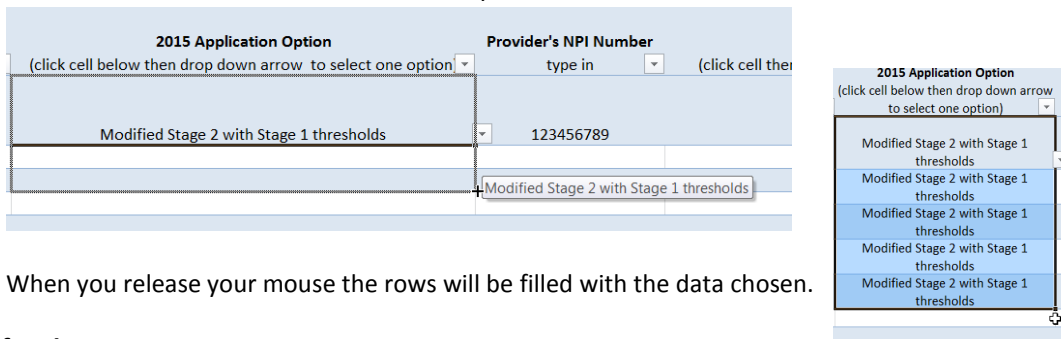 2015 Application Option
(click cell below then drop down arrow to select one option)
Provider's NPI Number
type in
(click cell
Modified Stage 2 with Stage 1 thresholds
123456789
Modified Stage 2 with Stage 1 thresholds
2015 Application Option
(click cell below then drop down arrow
to select one option)
Modified Stage 2 with Stage 1
thresholds
Modified Stage 2 with Stage 1
thresholds
Modified Stage 2 with Stage 1
thresholds
Modified Stage 2 with Stage 1
thresholds
Modified Stage 2 with Stage 1
thresholds
When you release your mouse the rows will be filled with the data chosen.